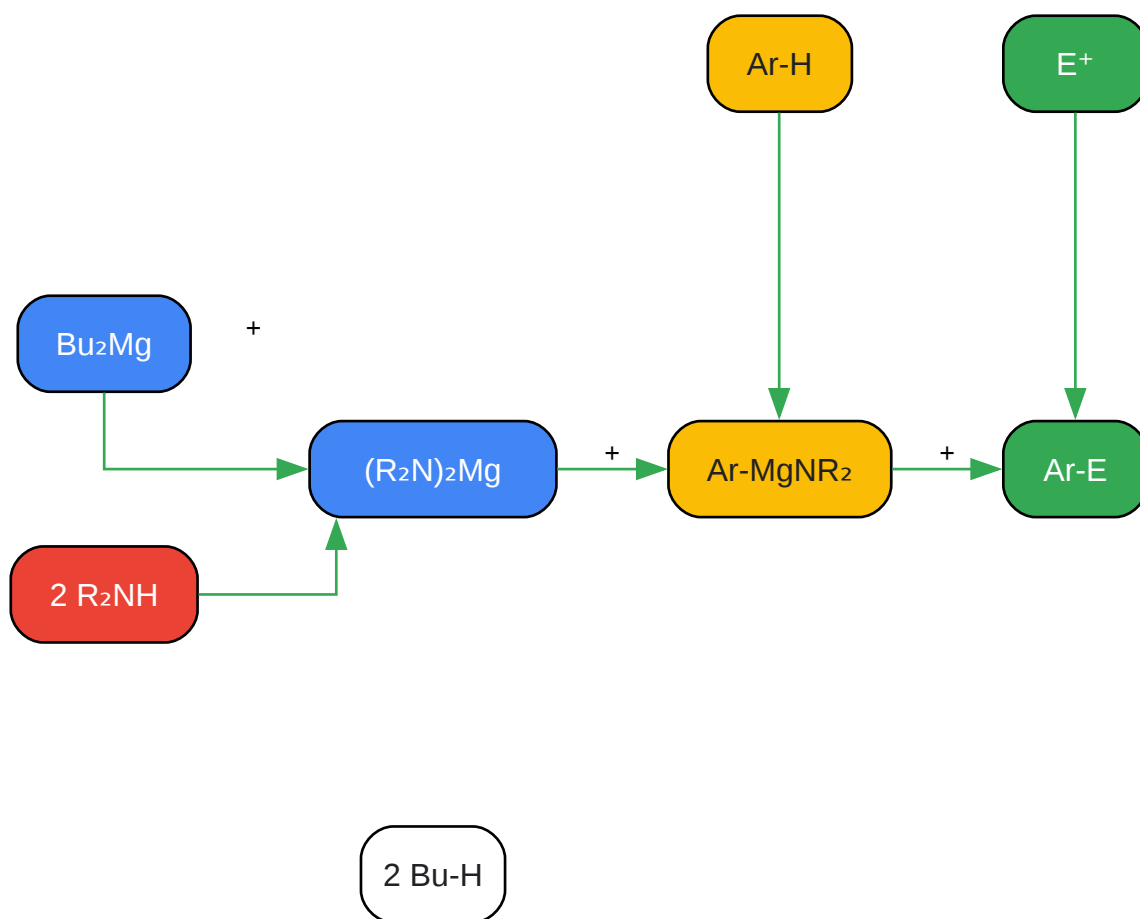 Ar-H
E⁺
Bu₂Mg
+
(R₂N)₂Mg
+
Ar-MgNR₂
+
Ar-E
2 R₂NH
2 Bu-H